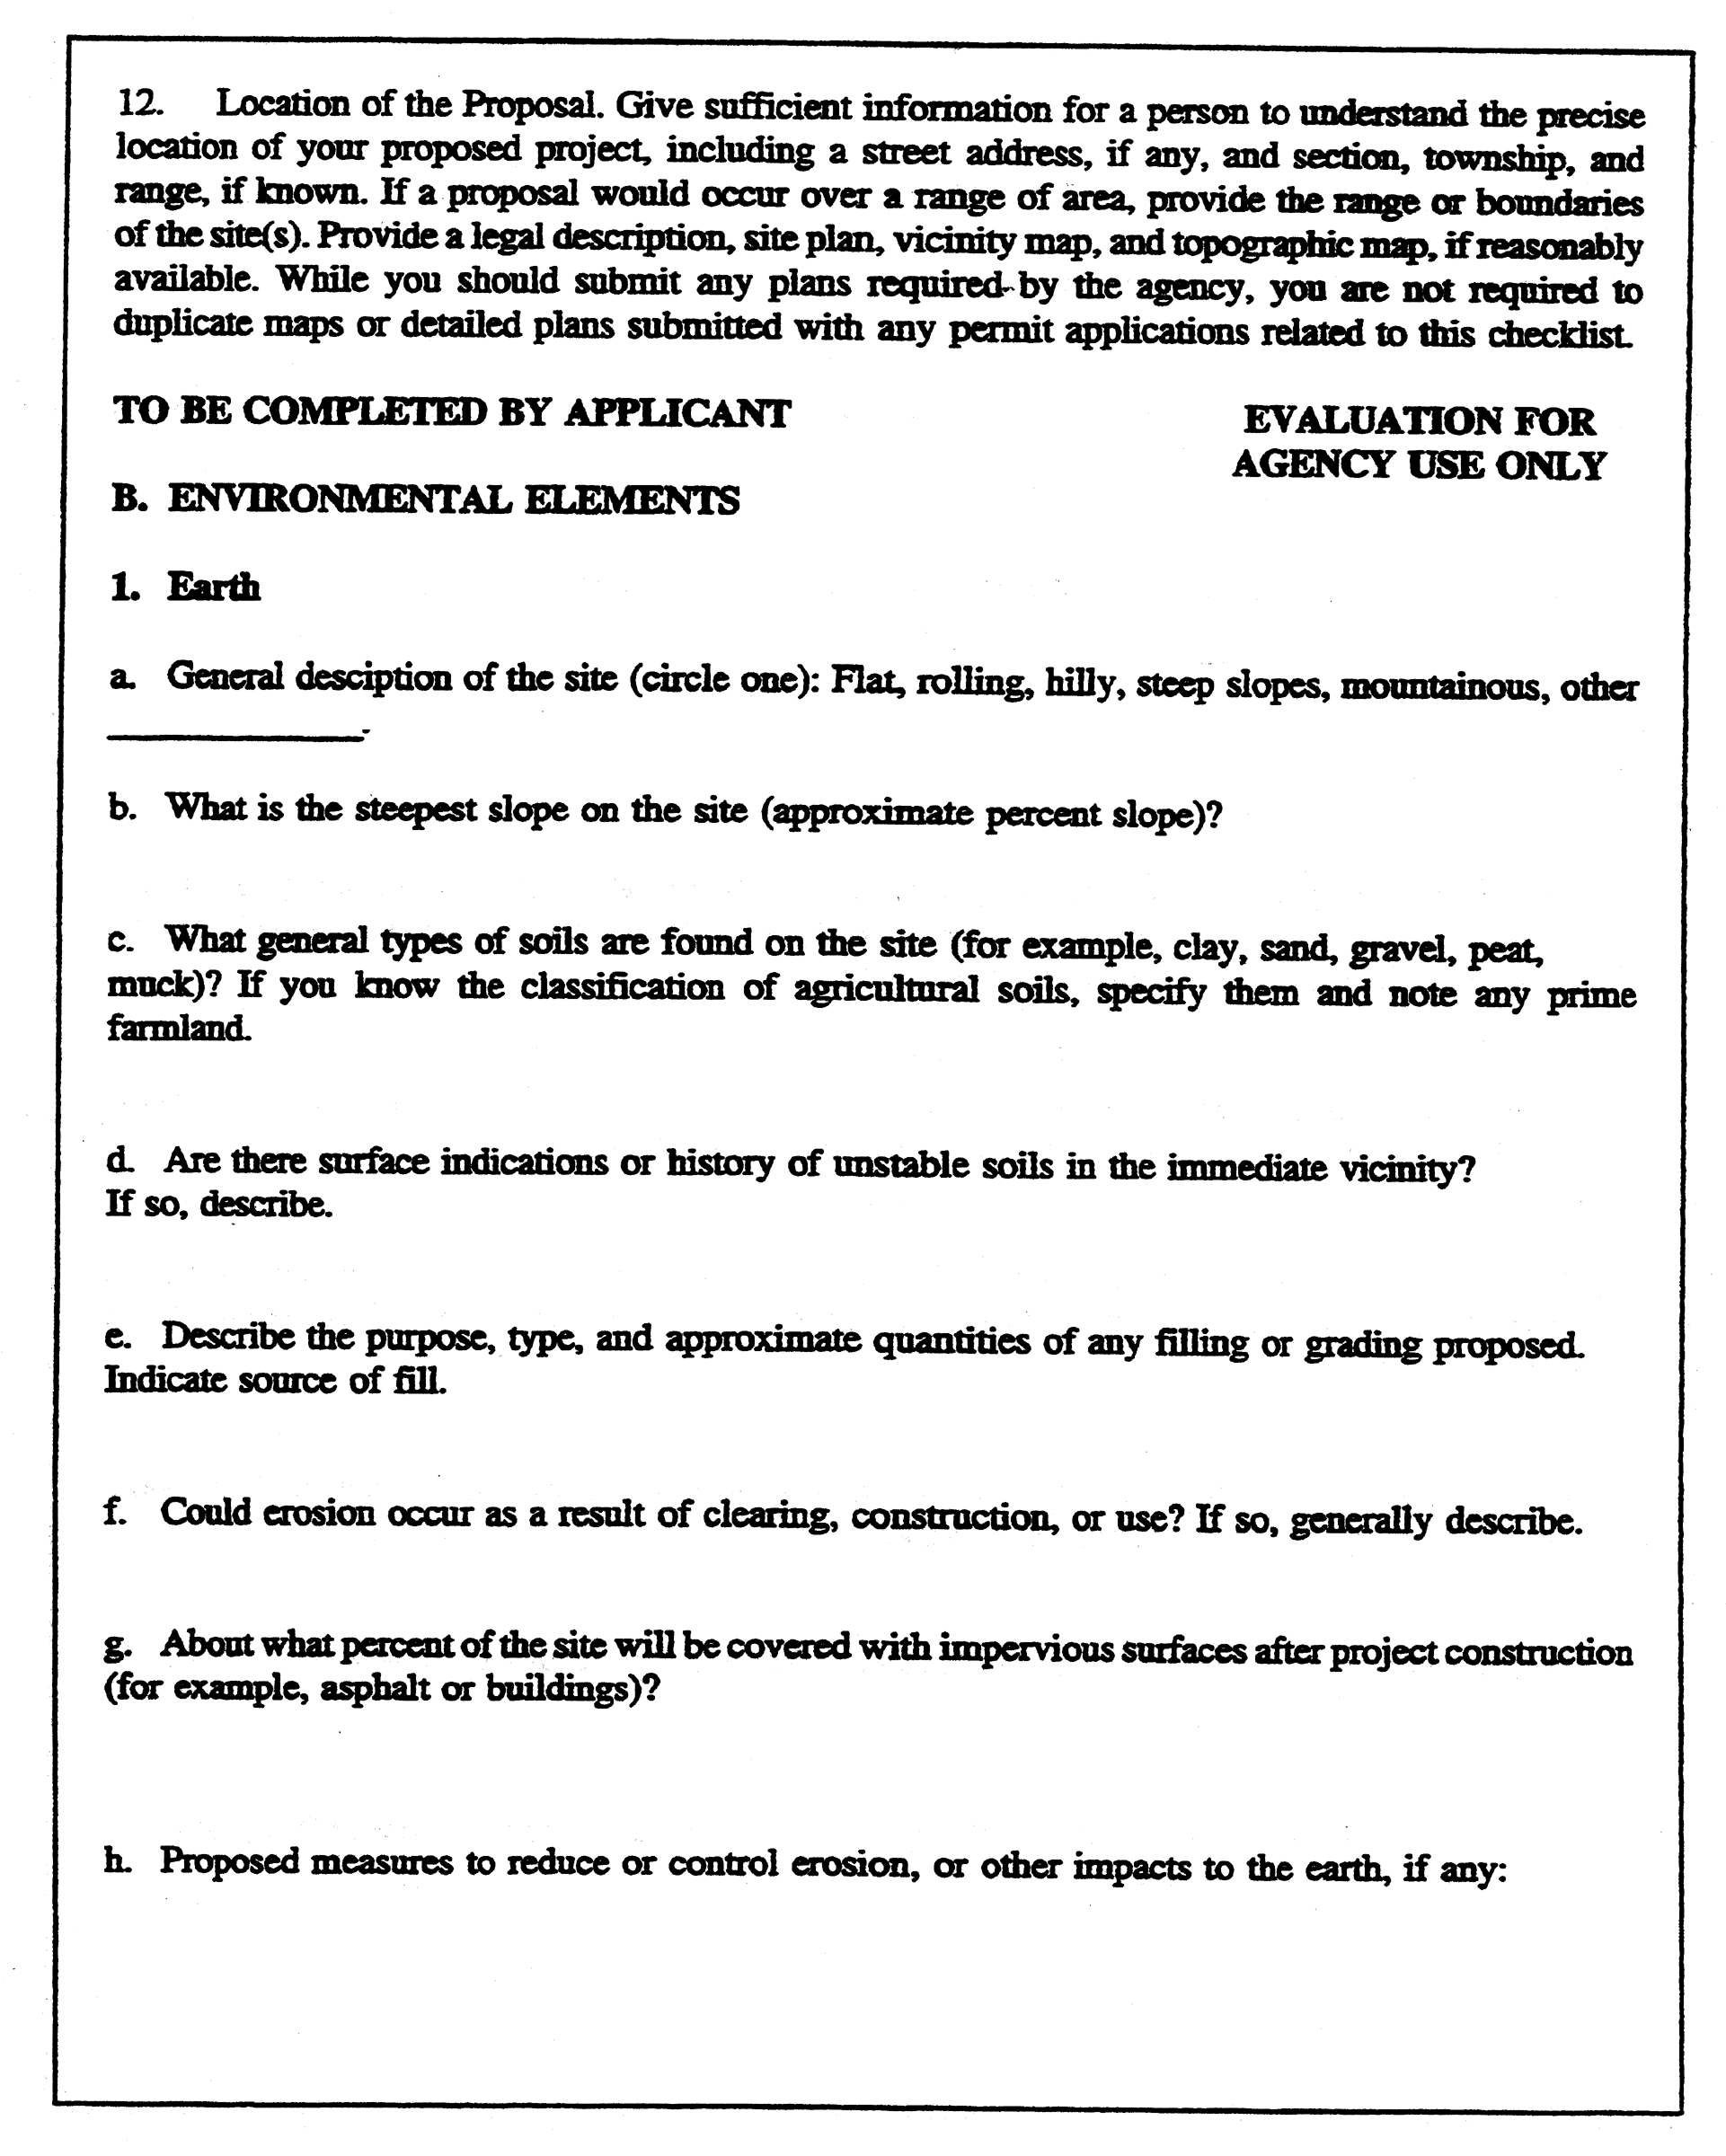 12. Location of the Proposal. Give sufficient information for a person to understand the precise
location of your proposed project, including a street address, if any, and section, township, and
range, if known. If a proposal would occur over a range of area, provide the range or boundaries
of the site(s). Provide a legal description, site plan, vicinity map, and topographic map, if reasonably
available. While you should submit any plans required by the agency, you are not required to
duplicate maps or detailed plans submitted with any permit applications related to this checklist.
TO BE COMPLETED BY APPLICANT
EVALUATION FOR
AGENCY USE ONLY
B. ENVIRONMENTAL ELEMENTS
1. Earth
a. General desciption of the site (circle one): Flat, rolling, hilly, steep slopes, mountainous, other
______________.
b. What is the steepest slope on the site (approximate percent slope)?
c. What general types of soils are found on the site (for example, clay, sand, gravel, peat,
muck)? If you know the classification of agricultural soils, specify them and note any prime
farmland.
d. Are there surface indications or history of unstable soils in the immediate vicinity?
If so, describe.
e. Describe the purpose, type, and approximate quantities of any filling or grading proposed.
Indicate source of fill.
f. Could erosion occur as a result of clearing, construction, or use? If so, generally describe.
g. About what percent of the site will be covered with impervious surfaces after project construction
(for example, asphalt or buildings)?
h. Proposed measures to reduce or control erosion, or other impacts to the earth, if any: